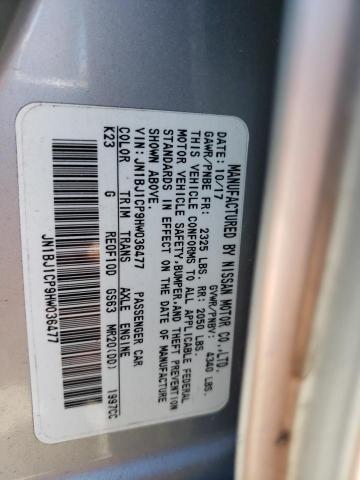 MANUFACTURED BY NISSAN MOTOR CO.,LTD.
DATE: 10/17 GVWR/PNBV: 4340 LBS.
GAWR/PNBE FR: 2325 LBS. RR: 2050 LBS.
THIS VEHICLE CONFORMS TO ALL APPLICABLE FEDERAL
MOTOR VEHICLE SAFETY,BUMPER,AND THEFT PREVENTION
STANDARDS IN EFFECT ON THE DATE OF MANUFACTURE
SHOWN ABOVE.
VIN: JN1BJ1CP9HW036477 PASSENGER CAR
COLOR TRIM TRANS AXLE ENGINE
K23 G RE0F10D GS63 MR20(DD) 1997CC
JN1BJ1CP9HW036477